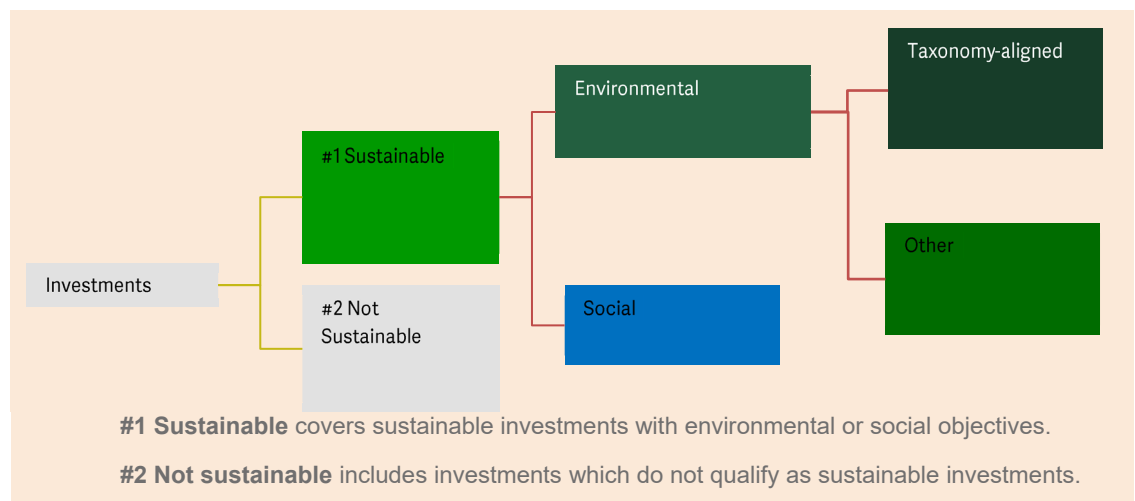 Taxonomy-aligned
Environmental
#1 Sustainable
Other
Investments
#2 Not
Sustainable
Social
#1 Sustainable covers sustainable investments with environmental or social objectives.
#2 Not sustainable includes investments which do not qualify as sustainable investments.